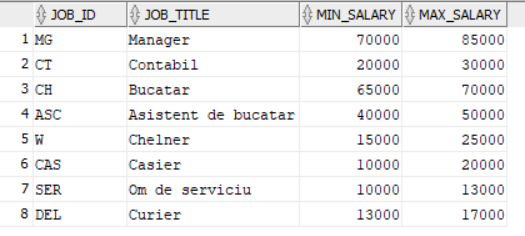 JOB_ID JOB_TITLE MIN_SALARY MAX_SALARY
1 MG Manager 70000 85000
2 CT Contabil 20000 30000
3 CH Bucatar 65000 70000
4 ASC Asistent de bucatar 40000 50000
5 W Chelner 15000 25000
6 CAS Casier 10000 20000
7 SER Om de serviciu 10000 13000
8 DEL Curier 13000 17000